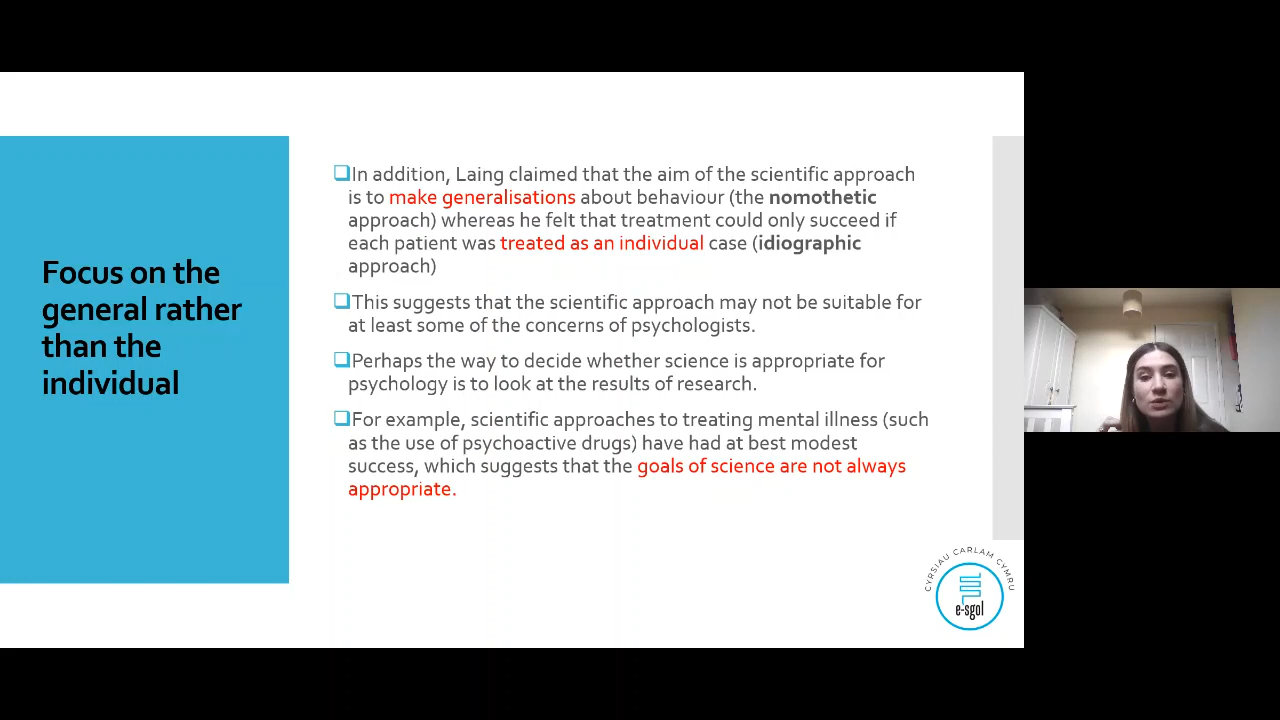 Focus on the
general rather
than the
individual
❑In addition, Laing claimed that the aim of the scientific approach
is to make generalisations about behaviour (the nomothetic
approach) whereas he felt that treatment could only succeed if
each patient was treated as an individual case (idiographic
approach)
❑This suggests that the scientific approach may not be suitable for
at least some of the concerns of psychologists.
❑Perhaps the way to decide whether science is appropriate for
psychology is to look at the results of research.
❑For example, scientific approaches to treating mental illness (such
as the use of psychoactive drugs) have had at best modest
success, which suggests that the goals of science are not always
appropriate.
CYRSIAU CARLAM CYMRU
e-sgol